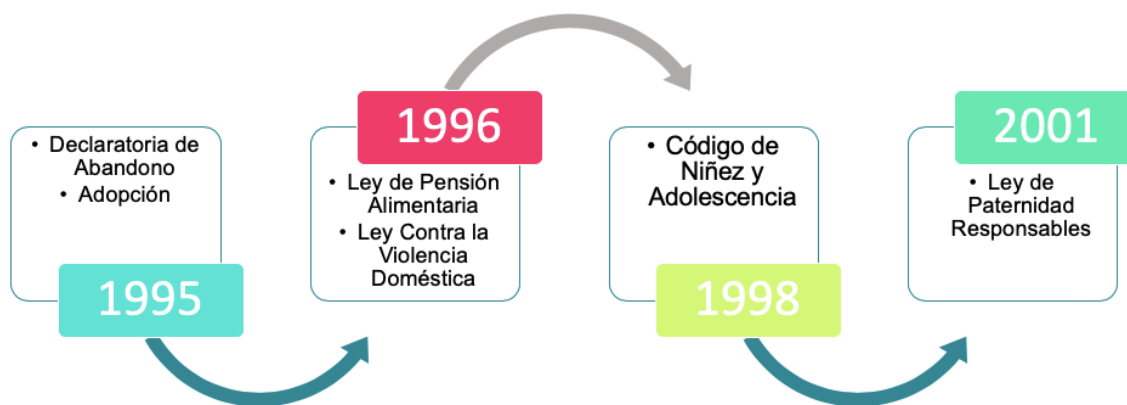 • Declaratoria de
Abandono
• Adopción
1995
1996
• Ley de Pensión
Alimentaria
• Ley Contra la
Violencia
Doméstica
• Código de
Niñez y
Adolescencia
1998
2001
• Ley de
Paternidad
Responsables